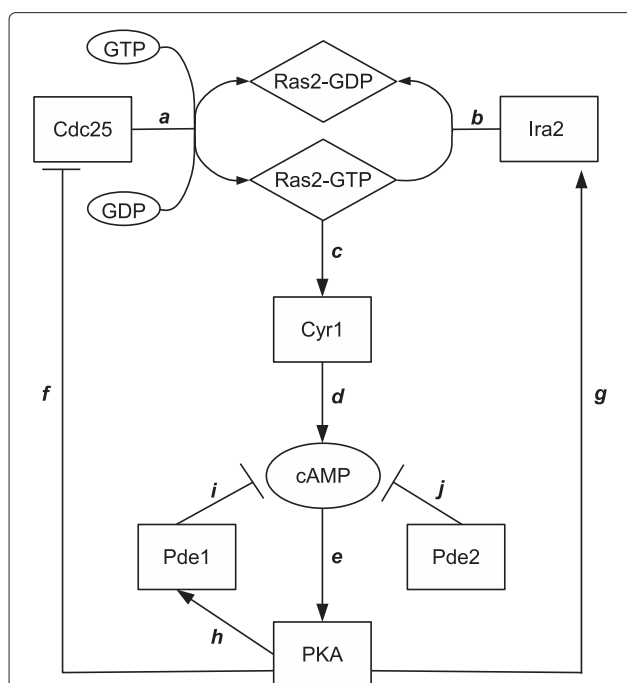 GTP
Ras2-GDP
Cdc25
a
b
Ira2
Ras2-GTP
GDP
c
Cyr1
f
d
g
cAMP
i
j
Pde1
e
Pde2
h
PKA